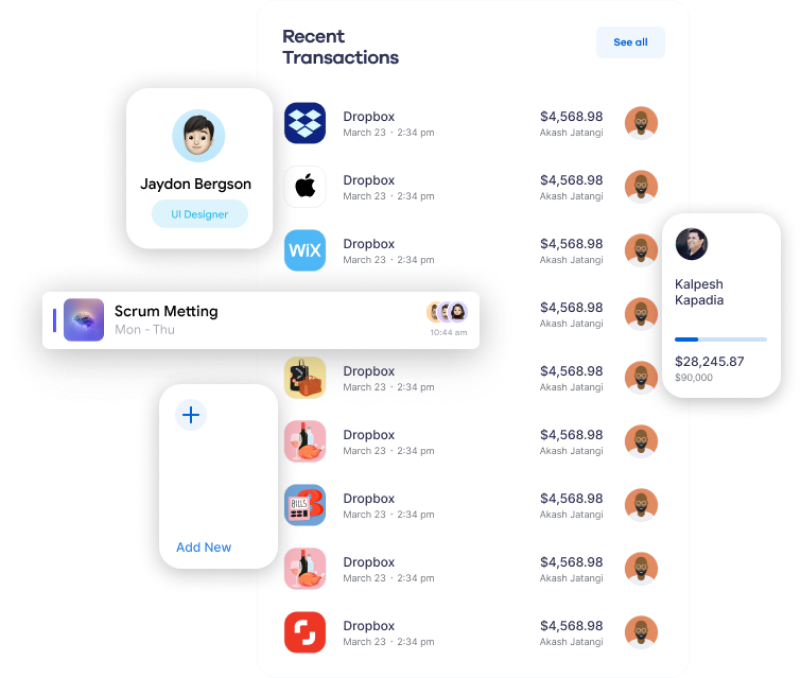 Recent
Transactions
See all
Dropbox
$4,568.98
March 23 - 2:34 pm
Akash Jatangi
Jaydon Bergson
UI Designer
Dropbox
$4,568.98
March 23 - 2:34 pm
Akash Jatangi
WiX
Dropbox
$4,568.98
March 23 - 2:34 pm
Akash Jatangi
Kalpesh
Kapadia
$28,245.87
$90,000
Scrum Metting
Mon - Thu
10:44 am
$4,568.98
Akash Jatangi
Dropbox
$4,568.98
March 23 - 2:34 pm
Akash Jatangi
Add New
Dropbox
$4,568.98
March 23 - 2:34 pm
Akash Jatangi
BILLS
Dropbox
$4,568.98
March 23 - 2:34 pm
Akash Jatangi
Dropbox
$4,568.98
March 23 - 2:34 pm
Akash Jatangi
Dropbox
$4,568.98
March 23 - 2:34 pm
Akash Jatangi